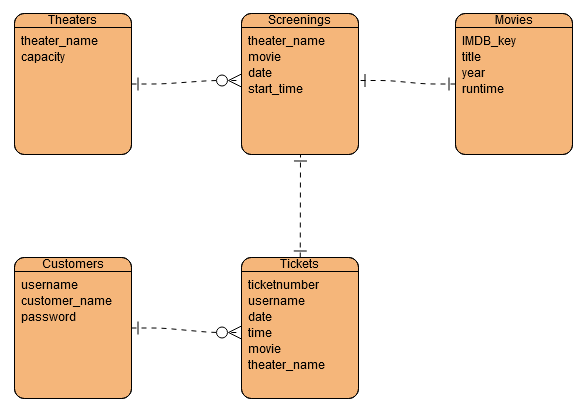 Theaters
theater_name
capacity
Screenings
theater_name
movie
date
start_time
Movies
IMDB_key
title
year
runtime
Customers
username
customer_name
password
Tickets
ticketnumber
username
date
time
movie
theater_name